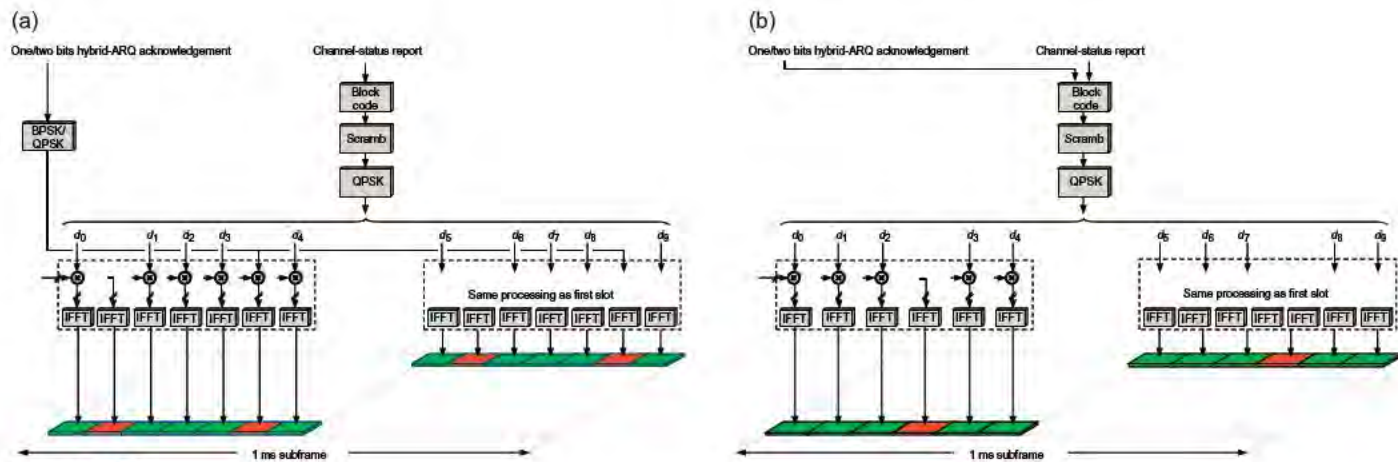 (a)
One/two bits hybrid-ARQ acknowledgement
Channel-status report
Block code
BPSK/ QPSK
Scramb
QPSK
d0 d1 d2 d3 d4 d5 d6 d7 d8 d9
Same processing as first slot
IFFT IFFT IFFT IFFT IFFT IFFT IFFT IFFT IFFT IFFT IFFT IFFT IFFT IFFT
1 ms subframe
(b)
One/two bits hybrid-ARQ acknowledgement
Channel-status report
Block code
Scramb
QPSK
d0 d1 d2 d3 d4 d5 d6 d7 d8 d9
Same processing as first slot
IFFT IFFT IFFT IFFT IFFT IFFT IFFT IFFT IFFT IFFT IFFT IFFT IFFT
1 ms subframe